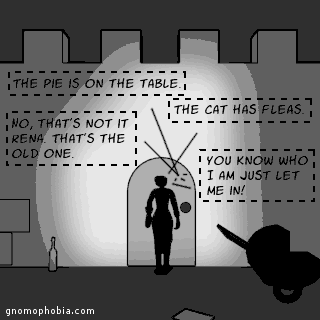 THE PIE IS ON THE TABLE.
THE CAT HAS FLEAS.
NO, THAT'S NOT IT
RENA. THAT'S THE
OLD ONE.
YOU KNOW WHO
I AM JUST LET
ME IN!
gnomophobia.com